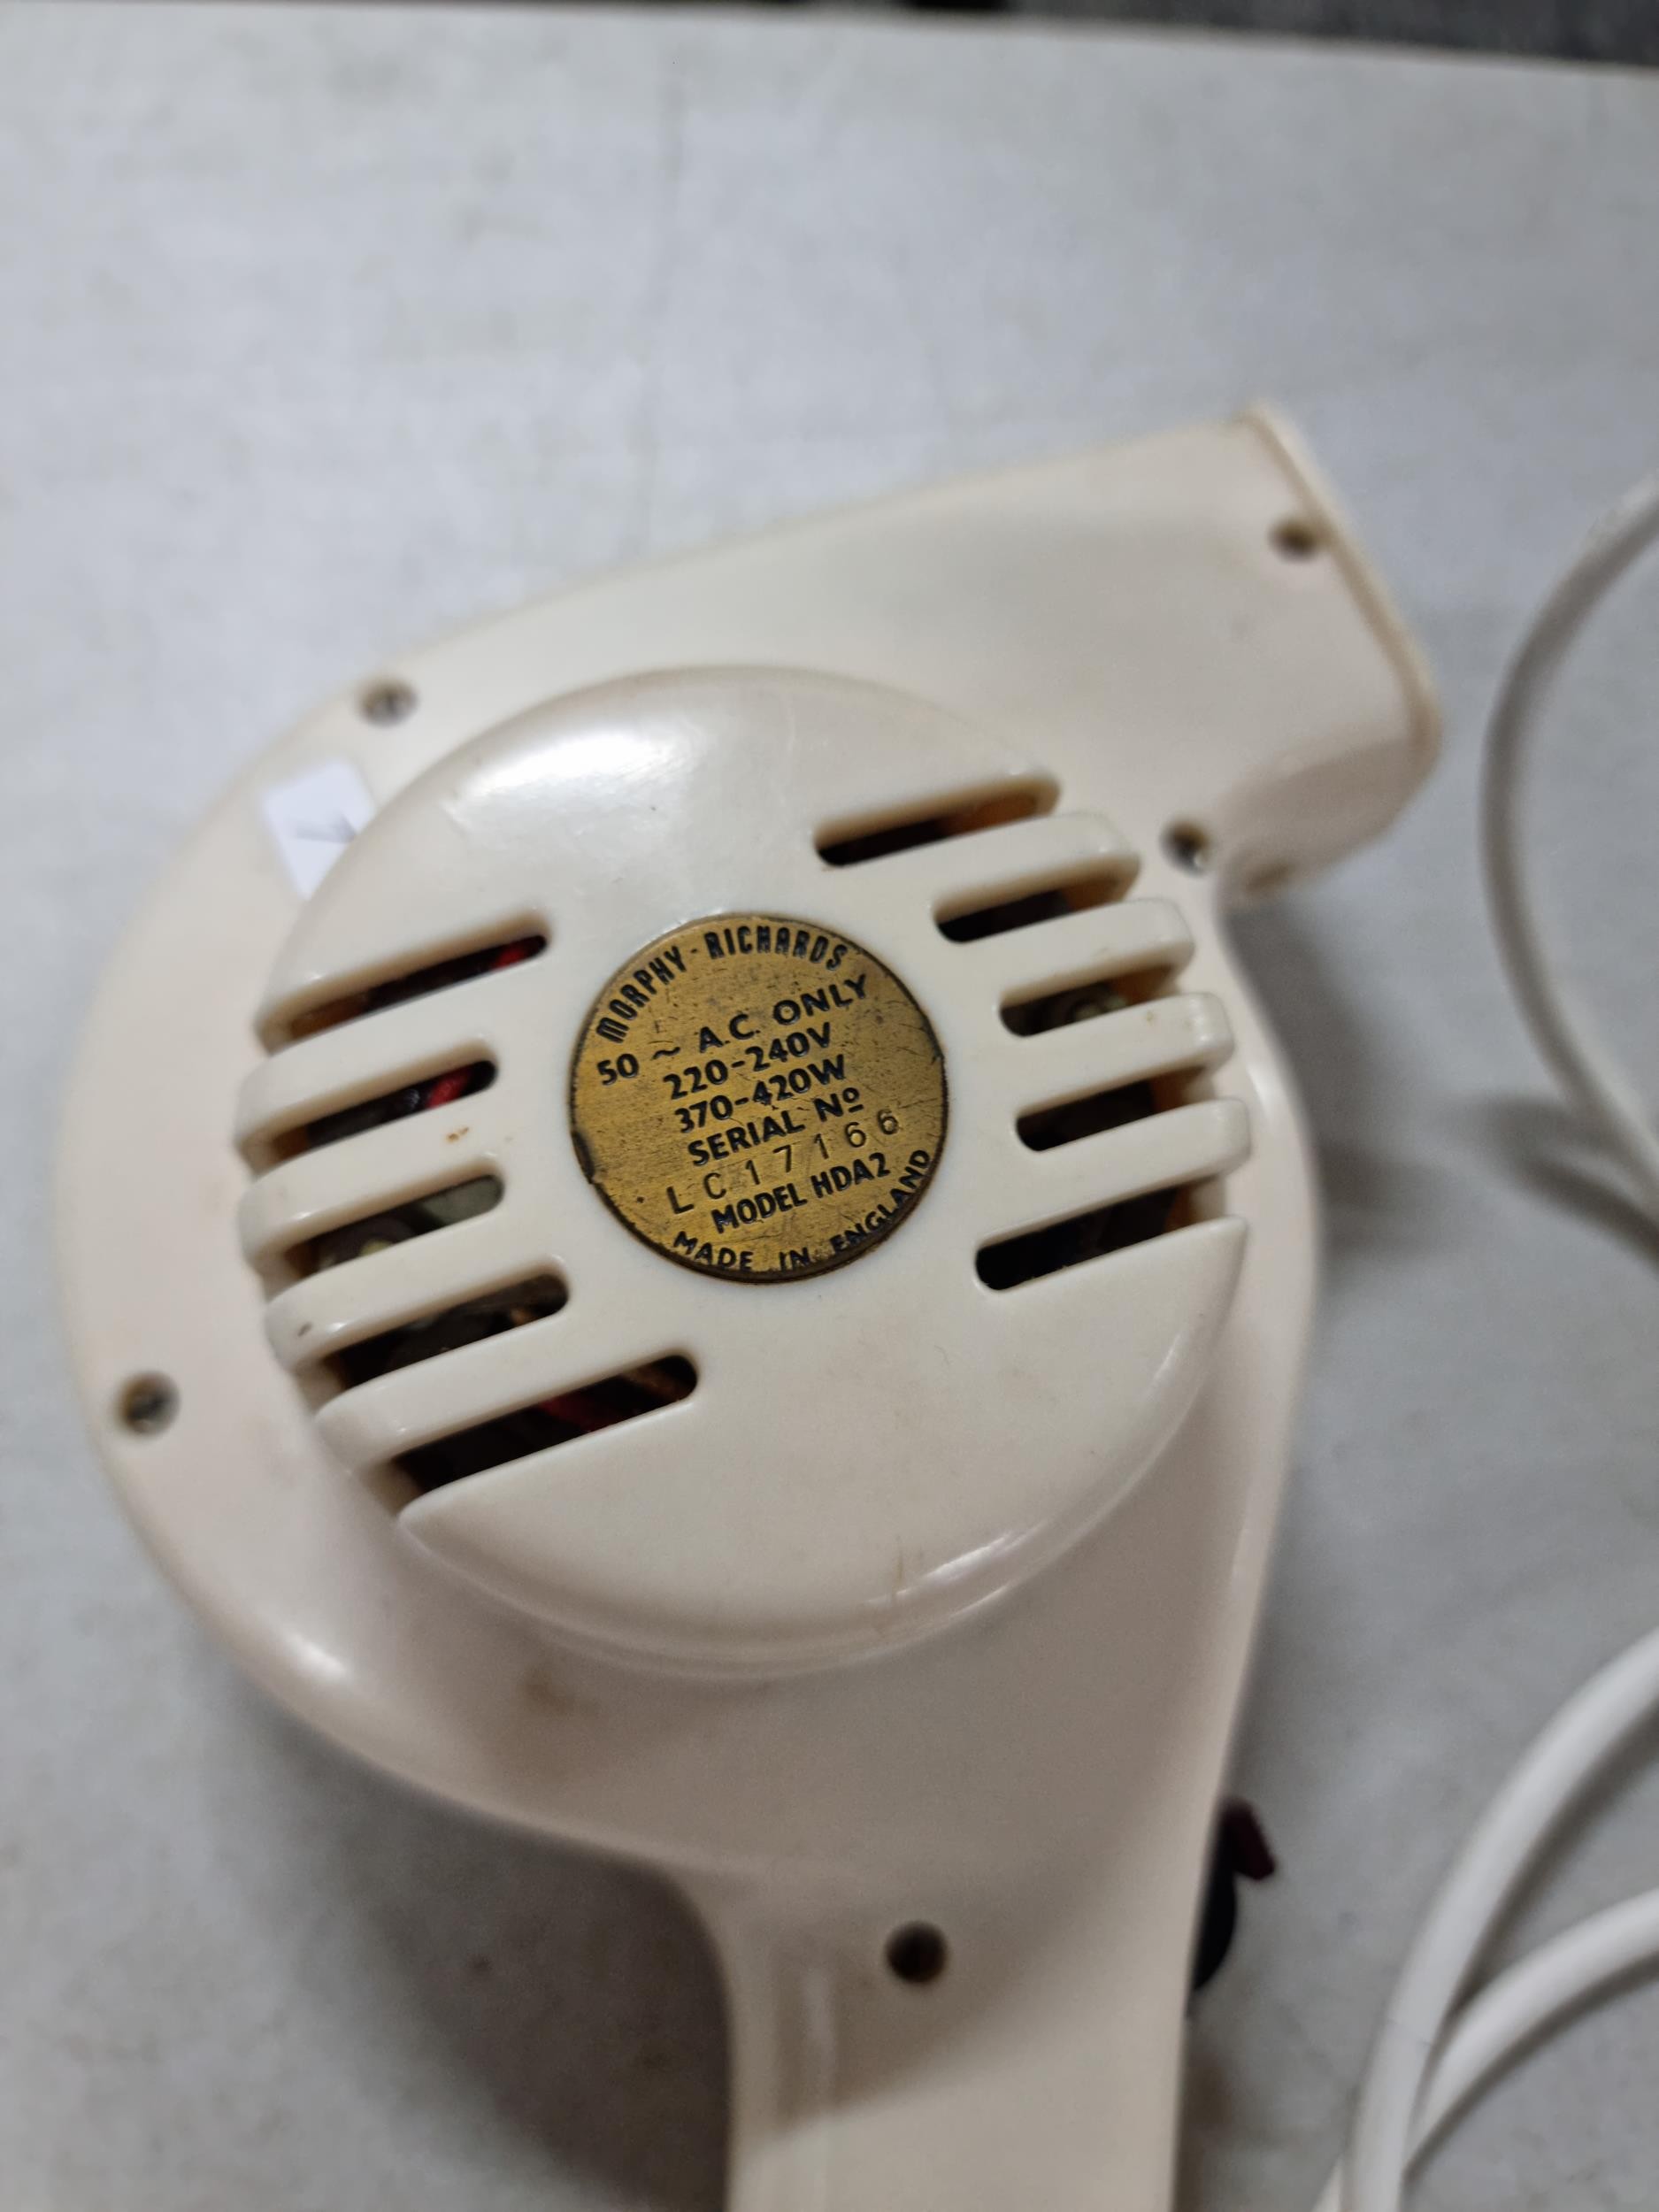 MORPHY-RICHARDS
50 ~ A.C. ONLY
220-240V
370-420W
SERIAL Nº
LC17166
MODEL HDA2
MADE IN ENGLAND